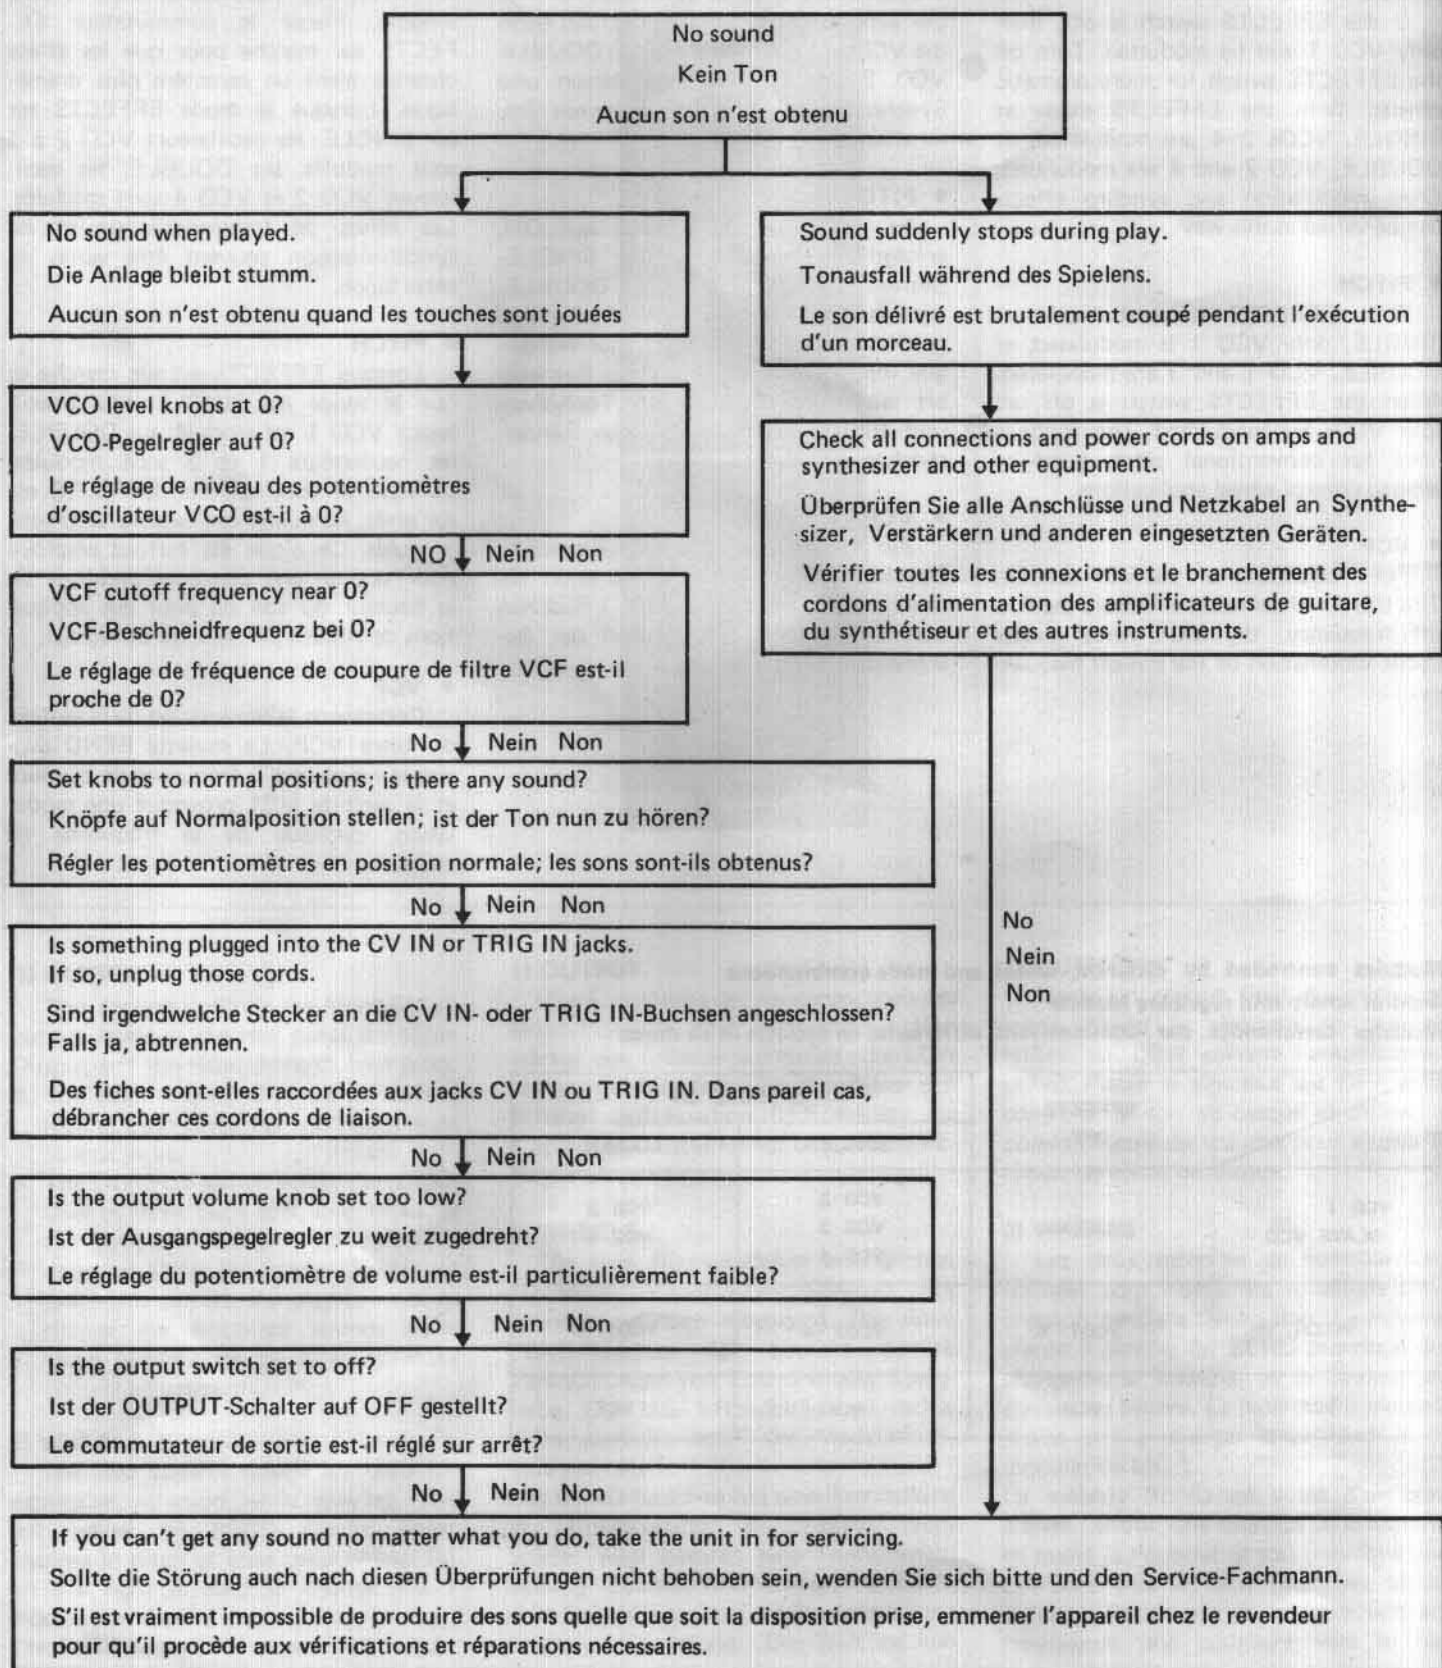 No sound
Kein Ton
Aucun son n'est obtenu
No sound when played.
Die Anlage bleibt stumm.
Aucun son n'est obtenu quand les touches sont jouées
Sound suddenly stops during play.
Tonausfall während des Spielens.
Le son délivré est brutalement coupé pendant l'exécution
d'un morceau.
VCO level knobs at 0?
VCO-Pegelregler auf 0?
Le réglage de niveau des potentiomètres
d'oscillateur VCO est-il à 0?
Check all connections and power cords on amps and
synthesizer and other equipment.
Überprüfen Sie alle Anschlüsse und Netzkabel an Synthe-
sizer, Verstärkern und anderen eingesetzten Geräten.
Vérifier toutes les connexions et le branchement des
cordons d'alimentation des amplificateurs de guitare,
du synthétiseur et des autres instruments.
NO Nein Non
VCF cutoff frequency near 0?
VCF-Beschneidfrequenz bei 0?
Le réglage de fréquence de coupure de filtre VCF est-il
proche de 0?
No Nein Non
Set knobs to normal positions; is there any sound?
Knöpfe auf Normalposition stellen; ist der Ton nun zu hören?
Régler les potentiomètres en position normale; les sons sont-ils obtenus?
No Nein Non
No
Nein
Non
Is something plugged into the CV IN or TRIG IN jacks.
If so, unplug those cords.
Sind irgendwelche Stecker an die CV IN- oder TRIG IN-Buchsen angeschlossen?
Falls ja, abtrennen.
Des fiches sont-elles raccordées aux jacks CV IN ou TRIG IN. Dans pareil cas,
débrancher ces cordons de liaison.
No Nein Non
Is the output volume knob set too low?
Ist der Ausgangspegelregler zu weit zugedreht?
Le réglage du potentiomètre de volume est-il particulièrement faible?
No Nein Non
Is the output switch set to off?
Ist der OUTPUT-Schalter auf OFF gestellt?
Le commutateur de sortie est-il réglé sur arrêt?
No Nein Non
If you can't get any sound no matter what you do, take the unit in for servicing.
Sollte die Störung auch nach diesen Überprüfungen nicht behoben sein, wenden Sie sich bitte und den Service-Fachmann.
S'il est vraiment impossible de produire des sons quelle que soit la disposition prise, emmener l'appareil chez le revendeur
pour qu'il procède aux vérifications et réparations nécessaires.